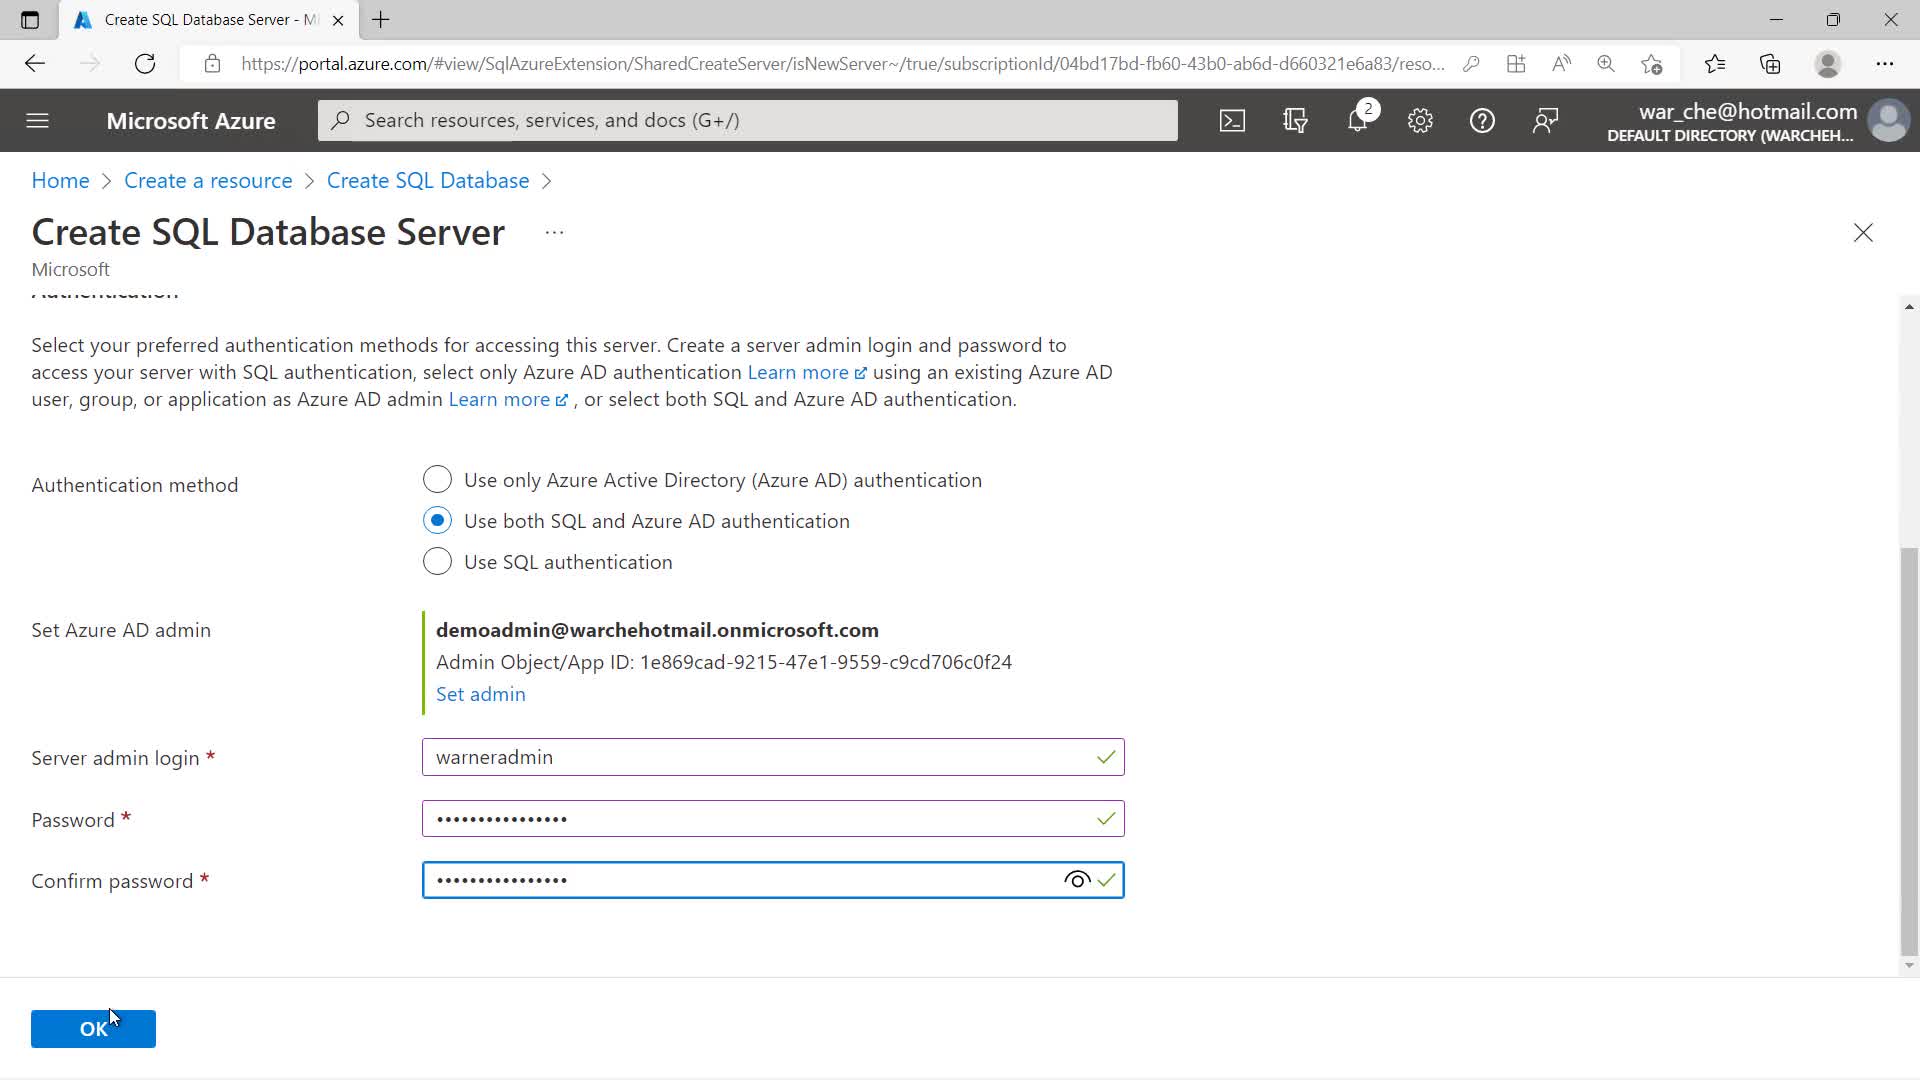 Create SQL Database Server - M
https://portal.azure.com/#view/SqlAzureExtension/SharedCreateServer/isNewServer~/true/subscriptionId/04bd17bd-fb60-43b0-ab6d-d660321e6a83/reso...
Microsoft Azure
Search resources, services, and docs (G+/)
2
war_che@hotmail.com
DEFAULT DIRECTORY (WARCHEH...
Home > Create a resource > Create SQL Database >
Create SQL Database Server ...
Microsoft
Authentication
Select your preferred authentication methods for accessing this server. Create a server admin login and password to
access your server with SQL authentication, select only Azure AD authentication Learn more using an existing Azure AD
user, group, or application as Azure AD admin Learn more , or select both SQL and Azure AD authentication.
Authentication method
Use only Azure Active Directory (Azure AD) authentication
Use both SQL and Azure AD authentication
Use SQL authentication
Set Azure AD admin
demoadmin@warchehotmail.onmicrosoft.com
Admin Object/App ID: 1e869cad-9215-47e1-9559-c9cd706c0f24
Set admin
Server admin login *
warneradmin
Password *
••••••••••••••••
Confirm password *
••••••••••••••••
OK